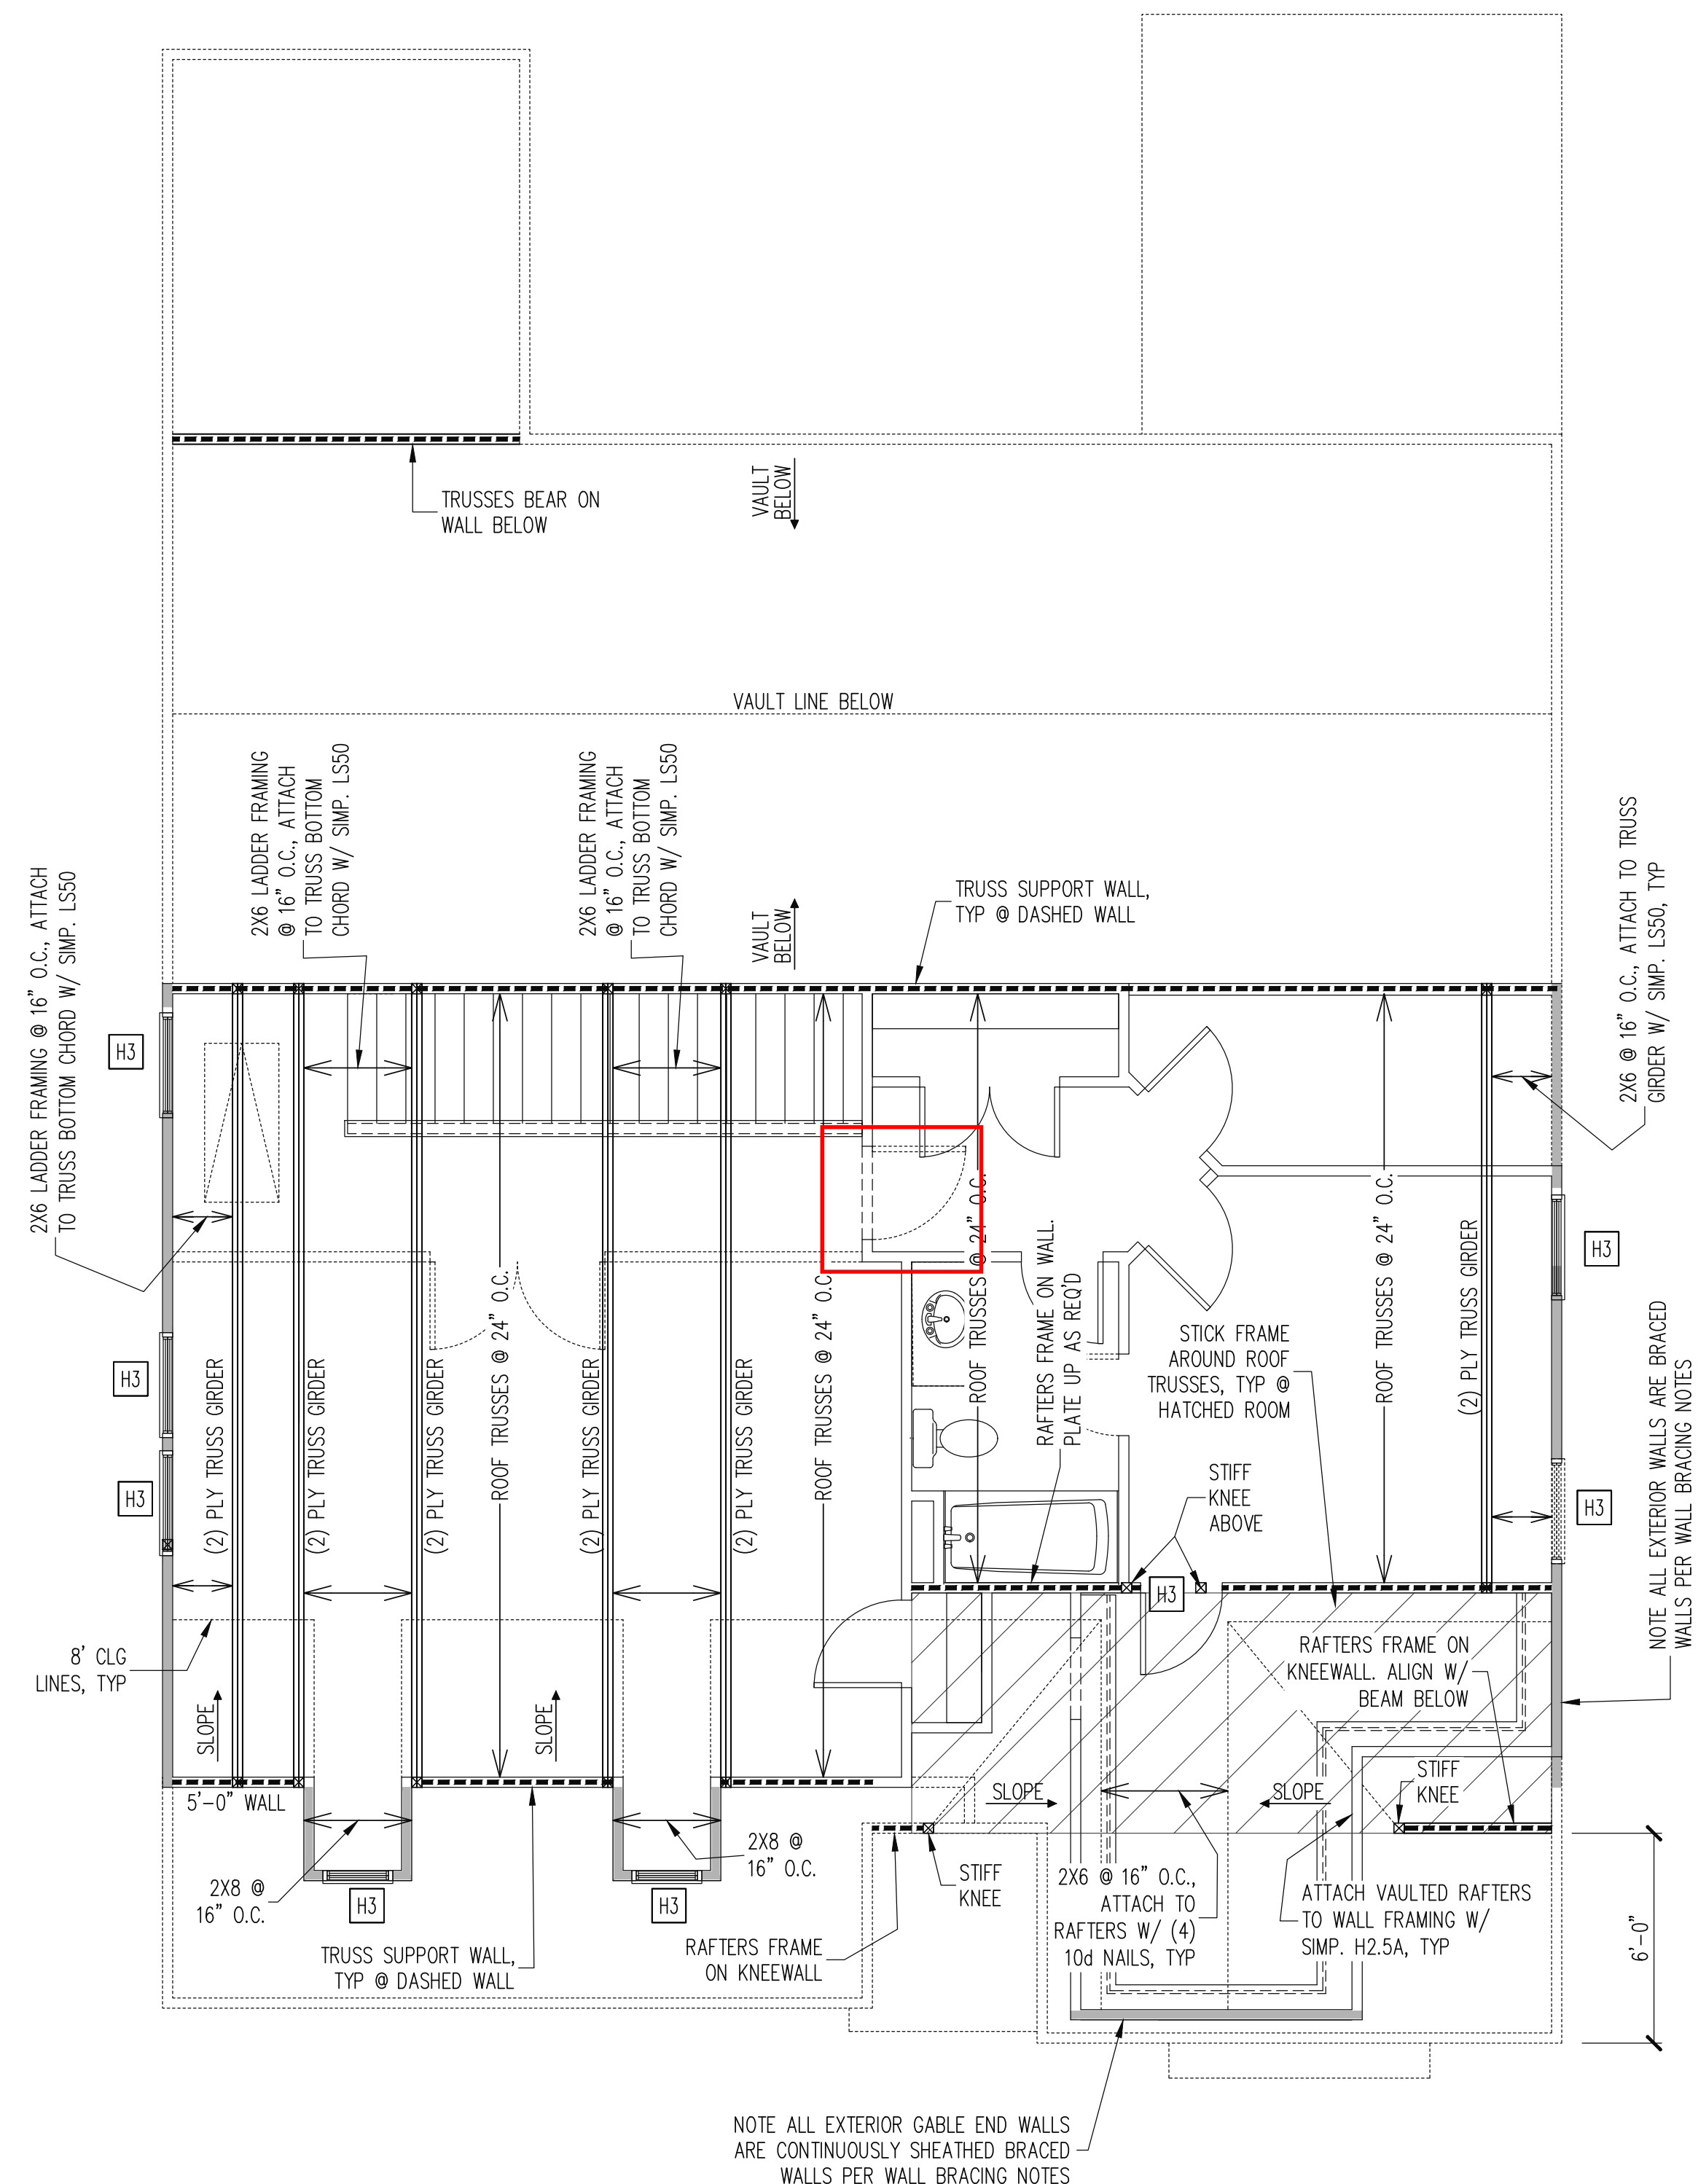 TRUSSES BEAR ON
WALL BELOW
VAULT
BELOW
VAULT LINE BELOW
2X6 LADDER FRAMING
@ 16" O.C., ATTACH
TO TRUSS BOTTOM
CHORD W/ SIMP. LS50
2X6 LADDER FRAMING
@ 16" O.C., ATTACH
TO TRUSS BOTTOM
CHORD W/ SIMP. LS50
VAULT
BELOW
TRUSS SUPPORT WALL,
TYP @ DASHED WALL
2X6 @ 16" O.C., ATTACH TO TRUSS
GIRDER W/ SIMP. LS50, TYP
2X6 LADDER FRAMING @ 16" O.C., ATTACH
TO TRUSS BOTTOM CHORD W/ SIMP. LS50
H3
H3
H3
H3
H3
(2) PLY TRUSS GIRDER
(2) PLY TRUSS GIRDER
(2) PLY TRUSS GIRDER
ROOF TRUSSES @ 24" O.C.
(2) PLY TRUSS GIRDER
(2) PLY TRUSS GIRDER
ROOF TRUSSES @ 24" O.C.
ROOF TRUSSES @ 24" O.C.
RAFTERS FRAME ON WALL.
PLATE UP AS REQ'D
STICK FRAME
AROUND ROOF
TRUSSES, TYP @
HATCHED ROOM
ROOF TRUSSES @ 24" O.C.
(2) PLY TRUSS GIRDER
NOTE ALL EXTERIOR WALLS ARE BRACED
WALLS PER WALL BRACING NOTES
STIFF
KNEE
ABOVE
H3
8' CLG
LINES, TYP
SLOPE
SLOPE
RAFTERS FRAME ON
KNEEWALL. ALIGN W/
BEAM BELOW
5'-0" WALL
SLOPE
SLOPE
STIFF
KNEE
2X8 @
16" O.C.
H3
2X8 @
16" O.C.
H3
STIFF
KNEE
2X6 @ 16" O.C.,
ATTACH TO
RAFTERS W/ (4)
10d NAILS, TYP
ATTACH VAULTED RAFTERS
TO WALL FRAMING W/
SIMP. H2.5A, TYP
6'-0"
TRUSS SUPPORT WALL,
TYP @ DASHED WALL
RAFTERS FRAME
ON KNEEWALL
NOTE ALL EXTERIOR GABLE END WALLS
ARE CONTINUOUSLY SHEATHED BRACED
WALLS PER WALL BRACING NOTES